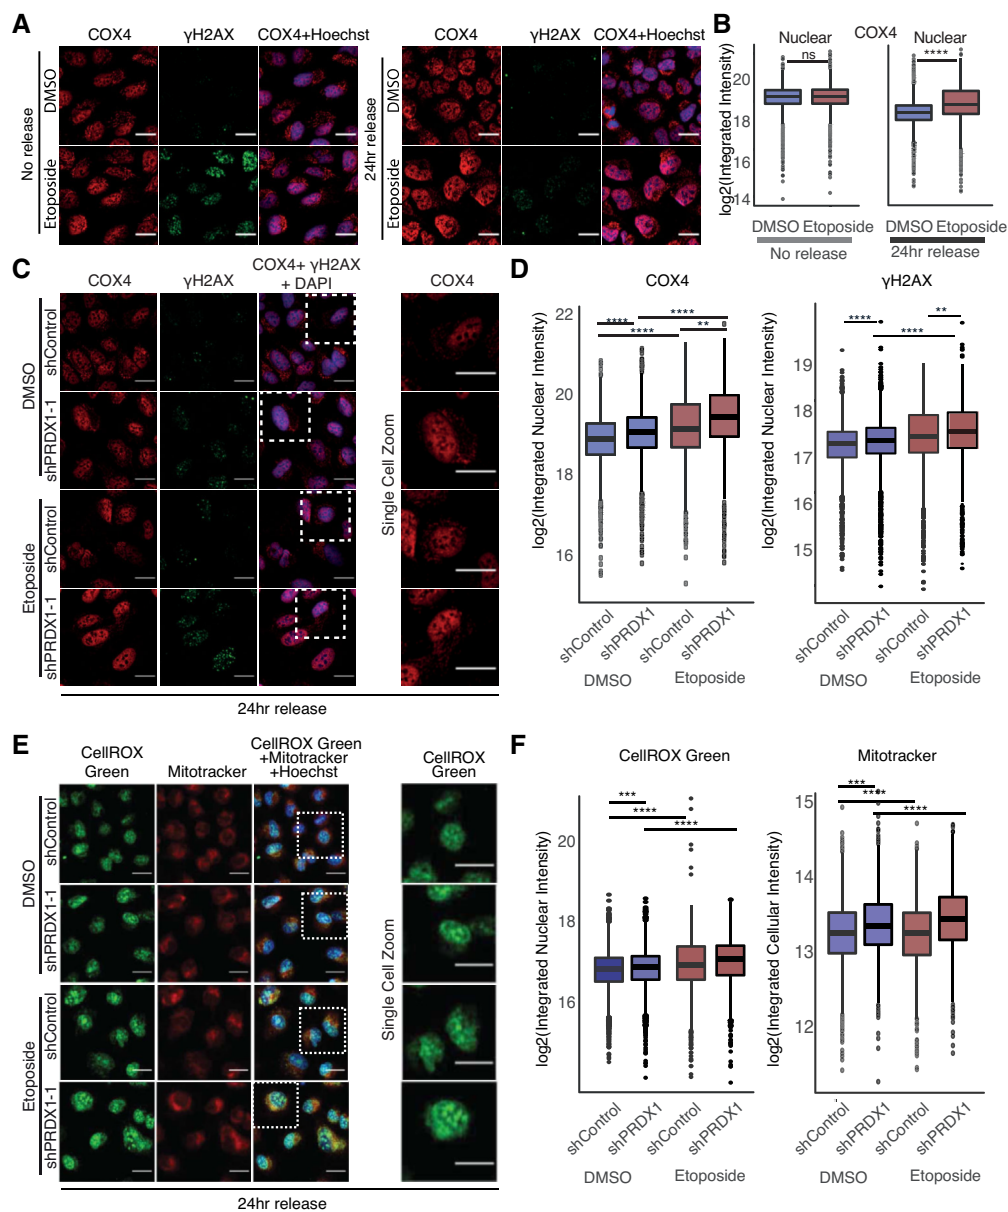 A
COX4
γH2AX
COX4+Hoechst
No release
DMSO
Etoposide
COX4
γH2AX
COX4+Hoechst
24hr release
DMSO
Etoposide
B
COX4
Nuclear
Nuclear
ns
****
log2(Integrated Intensity)
20
18
16
14
DMSO Etoposide
DMSO Etoposide
No release
24hr release
C
COX4
γH2AX
COX4+ γH2AX
+ DAPI
COX4
DMSO
shControl
shPRDX1-1
Etoposide
shControl
shPRDX1-1
Single Cell Zoom
24hr release
D
COX4
log2(Integrated Nuclear Intensity)
22
20
18
16
****
****
****
**
shControl
shPRDX1
shControl
shPRDX1
DMSO
Etoposide
γH2AX
log2(Integrated Nuclear Intensity)
19
18
17
16
15
****
**
****
shControl
shPRDX1
shControl
shPRDX1
DMSO
Etoposide
E
CellROX
Green
Mitotracker
CellROX Green
+Mitotracker
+Hoechst
CellROX
Green
DMSO
shControl
shPRDX1-1
Etoposide
shControl
shPRDX1-1
Single Cell Zoom
24hr release
F
CellROX Green
log2(Integrated Nuclear Intensity)
20
18
16
***
****
****
shControl
shPRDX1
shControl
shPRDX1
DMSO
Etoposide
Mitotracker
log2(Integrated Cellular Intensity)
15
14
13
12
***
****
****
shControl
shPRDX1
shControl
shPRDX1
DMSO
Etoposide